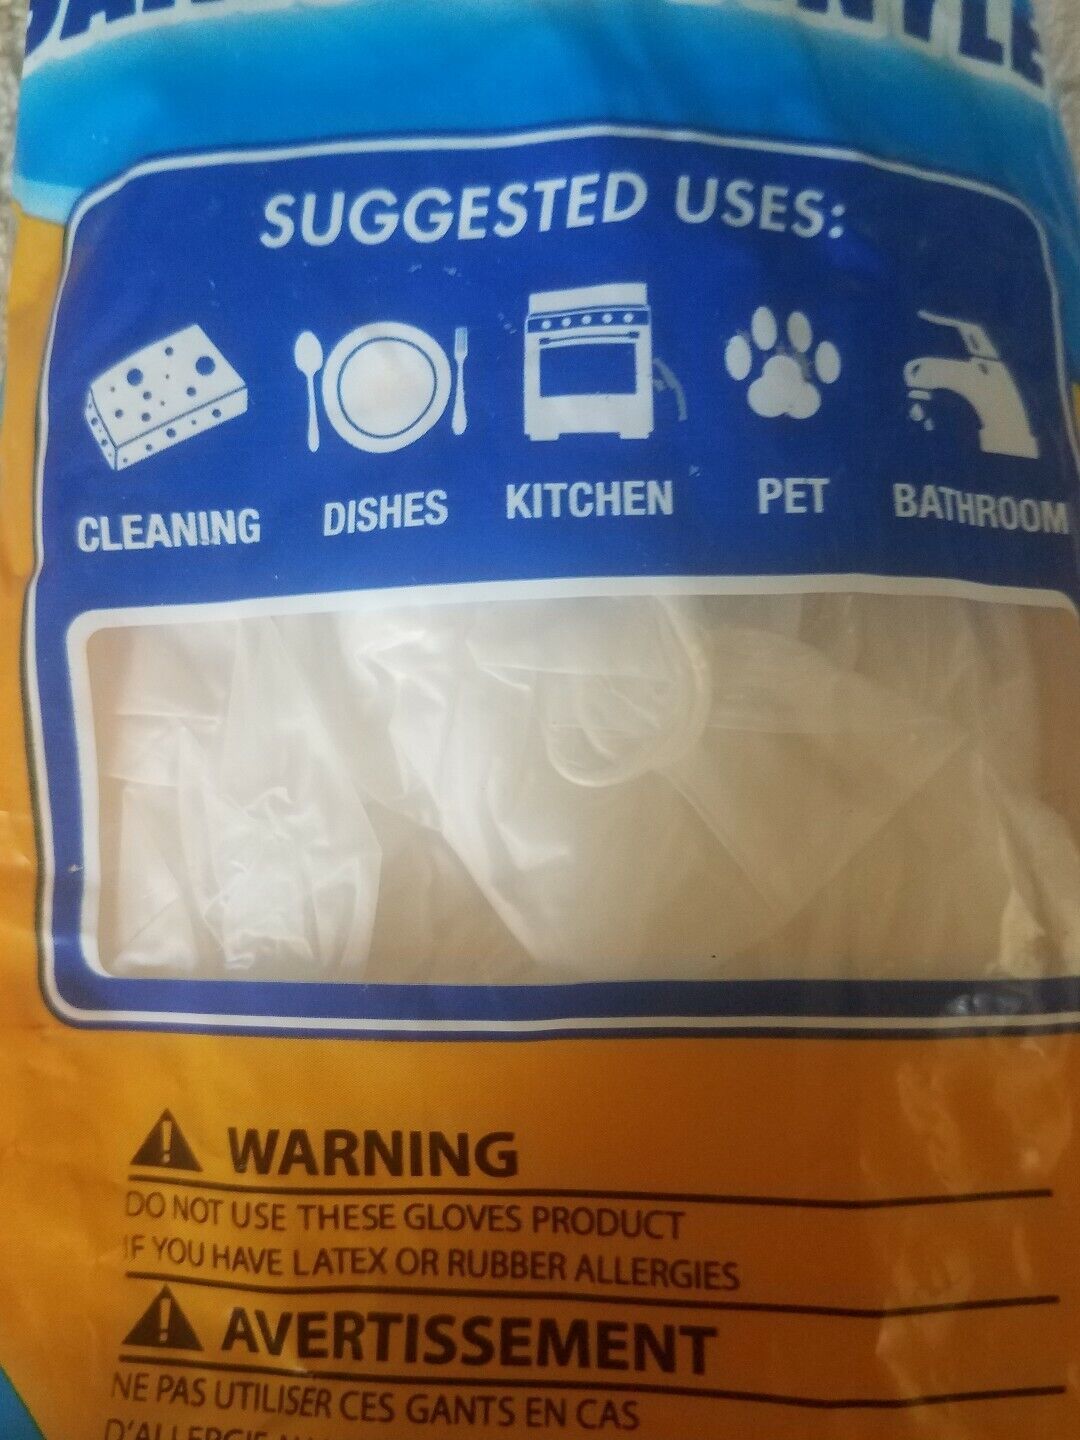 SUGGESTED USES:
CLEANING DISHES KITCHEN PET BATHROOM
WARNING
DO NOT USE THESE GLOVES PRODUCT
IF YOU HAVE LATEX OR RUBBER ALLERGIES
AVERTISSEMENT
NE PAS UTILISER CES GANTS EN CAS
D'ALLERGIE